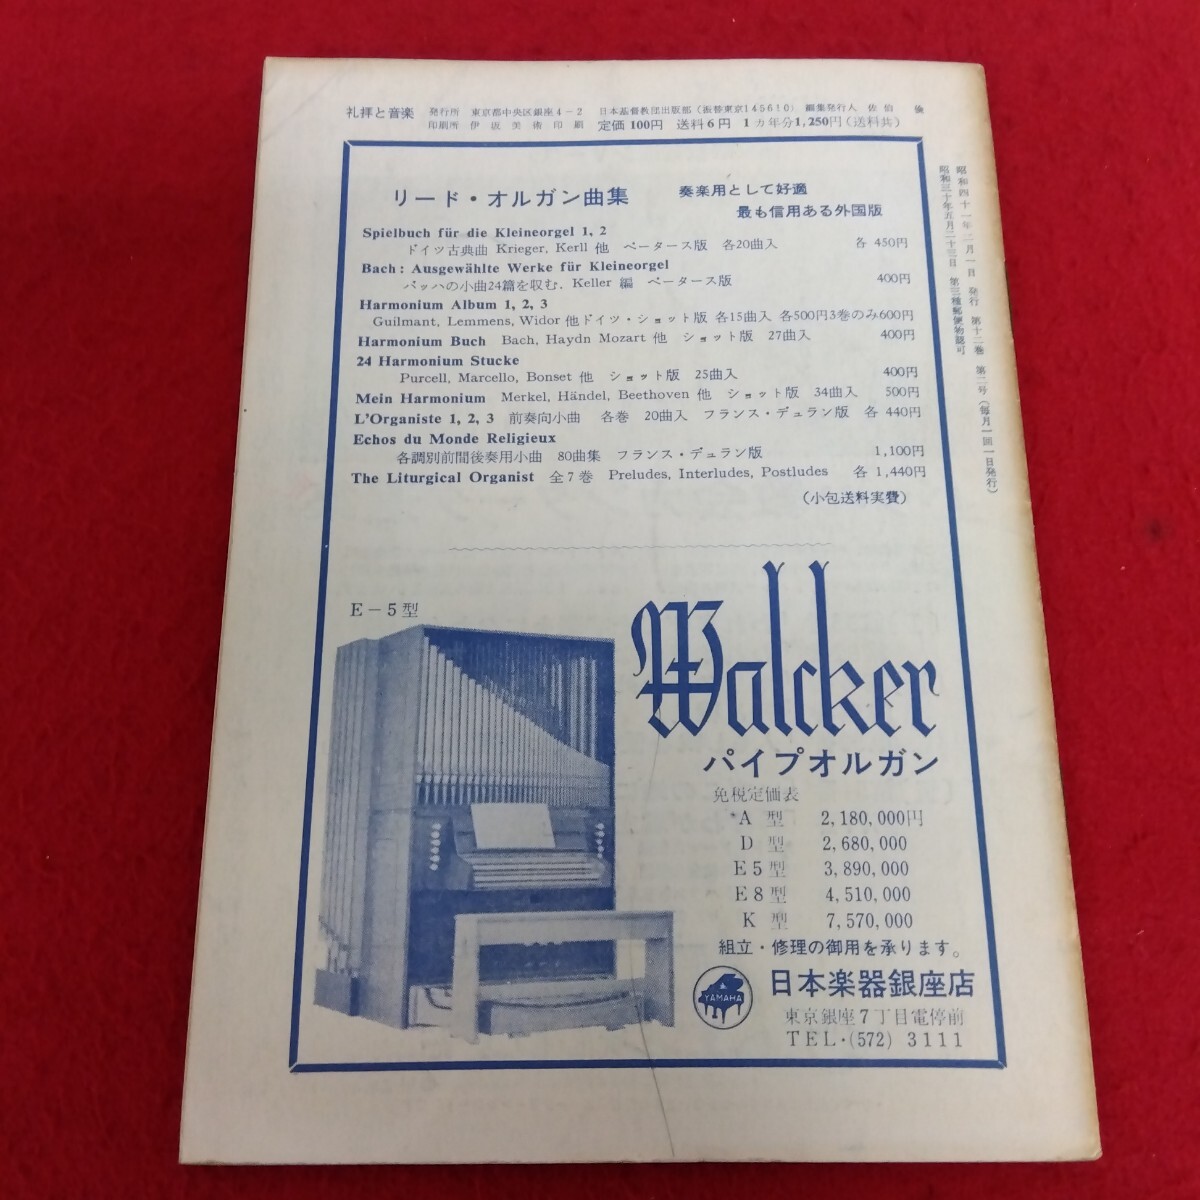 礼拝と音楽 発行所 東京都中央区銀座4-2 日本基督教団出版部 (振替東京145610) 編集発行人 佐伯 倹
印刷所 伊坂美術印刷 定価100円 送料6円 1カ年分1,250円(送料共)
昭和四十一年二月一日 発行 第十二巻 第二号 (毎月一回一日発行)
昭和三十年五月二十三日 第三種郵便物認可
リード・オルガン曲集 奏楽用として好適
最も信用ある外国版
Spielbuch für die Kleineorgel 1, 2
ドイツ古典曲 Krieger, Kerll 他 ペータース版 各20曲入 各 450円
Bach: Ausgewählte Werke für Kleineorgel
バッハの小曲24篇を収む. Keller 編 ペータース版 400円
Harmonium Album 1, 2, 3
Guilmant, Lemmens, Widor 他ドイツ・ショット版 各15曲入 各500円3巻のみ600円
Harmonium Buch Bach, Haydn Mozart 他 ショット版 27曲入 400円
24 Harmonium Stucke
Purcell, Marcello, Bonset 他 ショット版 25曲入 400円
Mein Harmonium Merkel, Händel, Beethoven 他 ショット版 34曲入 500円
L'Organiste 1, 2, 3 前奏向小曲 各巻 20曲入 フランス・デュラン版 各 440円
Echos du Monde Religieux
各調別前間後奏用小曲 80曲集 フランス・デュラン版 1,100円
The Liturgical Organist 全7巻 Preludes, Interludes, Postludes 各 1,440円
(小包送料実費)
E-5型
Walcker
パイプオルガン
免税定価表
*A 型 2,180,000円
D 型 2,680,000
E5型 3,890,000
E8型 4,510,000
K 型 7,570,000
組立・修理の御用を承ります。
YAMAHA
日本楽器銀座店
東京銀座7丁目電停前
TEL・(572) 3111